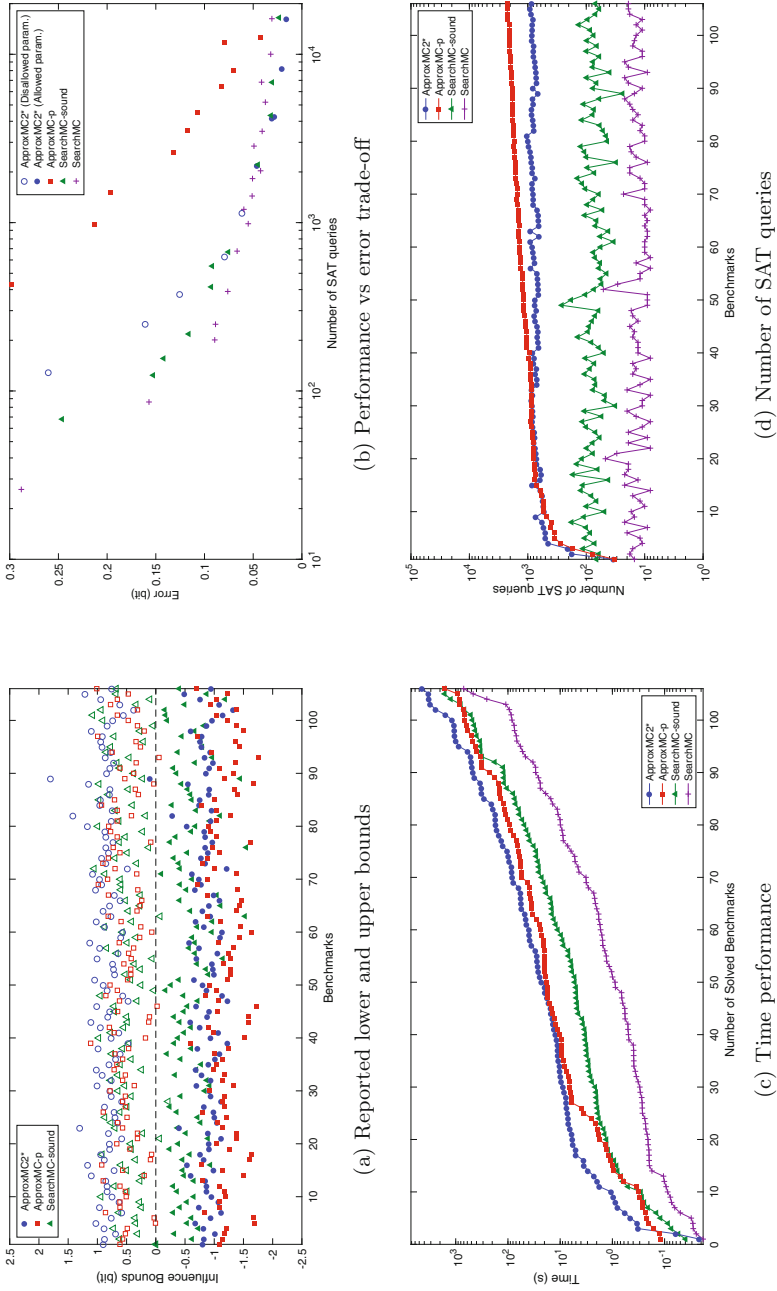 2.5
2
1.5
1
0.5
0
-0.5
-1
-1.5
-2
-2.5
Influence Bounds (bit)
ApproxMC2*
ApproxMC-p
SearchMC-sound
10 20 30 40 50 60 70 80 90 100
Benchmarks
(a) Reported lower and upper bounds
0.3
0.25
0.2
0.15
0.1
0.05
0
Error (bit)
ApproxMC2* (Disallowed param.)
ApproxMC2* (Allowed param.)
ApproxMC-p
SearchMC-sound
SearchMC
10¹ 10² 10³ 10⁴
Number of SAT queries
(b) Performance vs error trade-off
10³
10²
10¹
10⁰
10⁻¹
Time (s)
ApproxMC2*
ApproxMC-p
SearchMC-sound
SearchMC
0 10 20 30 40 50 60 70 80 90 100
Number of Solved Benchmarks
(c) Time performance
10⁵
10⁴
10³
10²
10¹
10⁰
Number of SAT queries
ApproxMC2*
ApproxMC-p
SearchMC-sound
SearchMC
10 20 30 40 50 60 70 80 90 100
Benchmarks
(d) Number of SAT queries